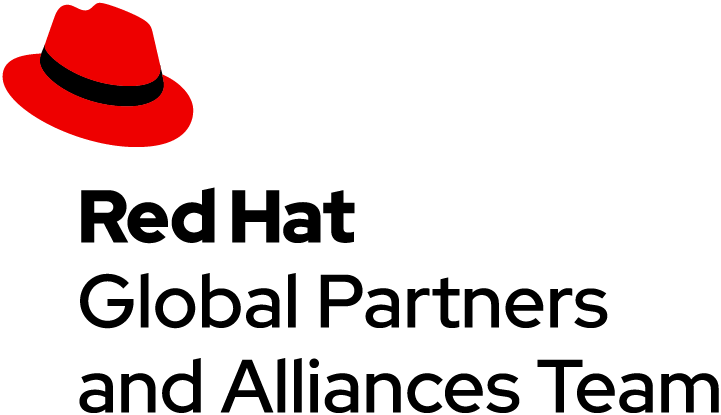 Red Hat
Global Partners
and Alliances Team